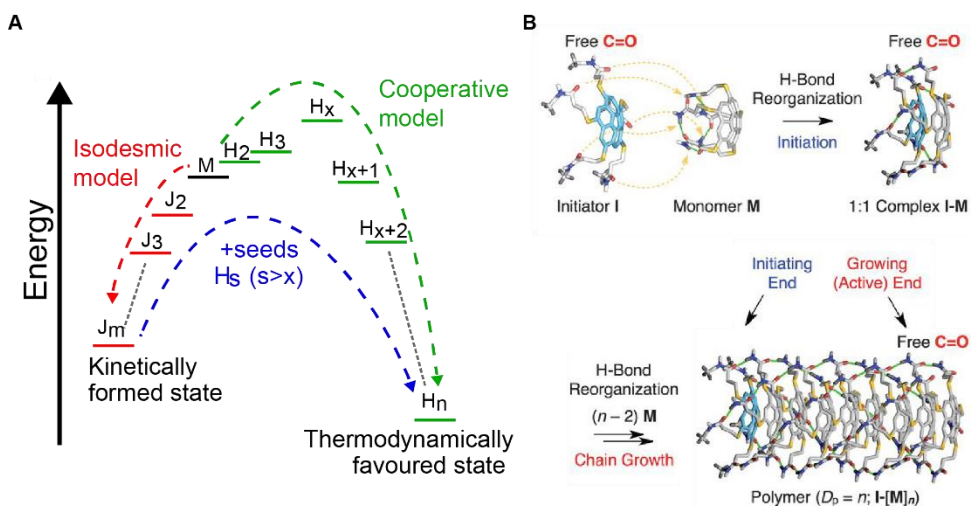 A
Energy
Isodesmic
model
Cooperative
model
M
H2
H3
Hx
Hx+1
Hx+2
J2
J3
Jm
+seeds
Hs (s>x)
Hn
Kinetically
formed state
Thermodynamically
favoured state
B
Free C=O
Initiator I
Monomer M
H-Bond
Reorganization
Initiation
Free C=O
1:1 Complex I-M
Initiating
End
Growing
(Active) End
Free C=O
H-Bond
Reorganization
(n – 2) M
Chain Growth
Polymer (Dp = n; I-[M]n)